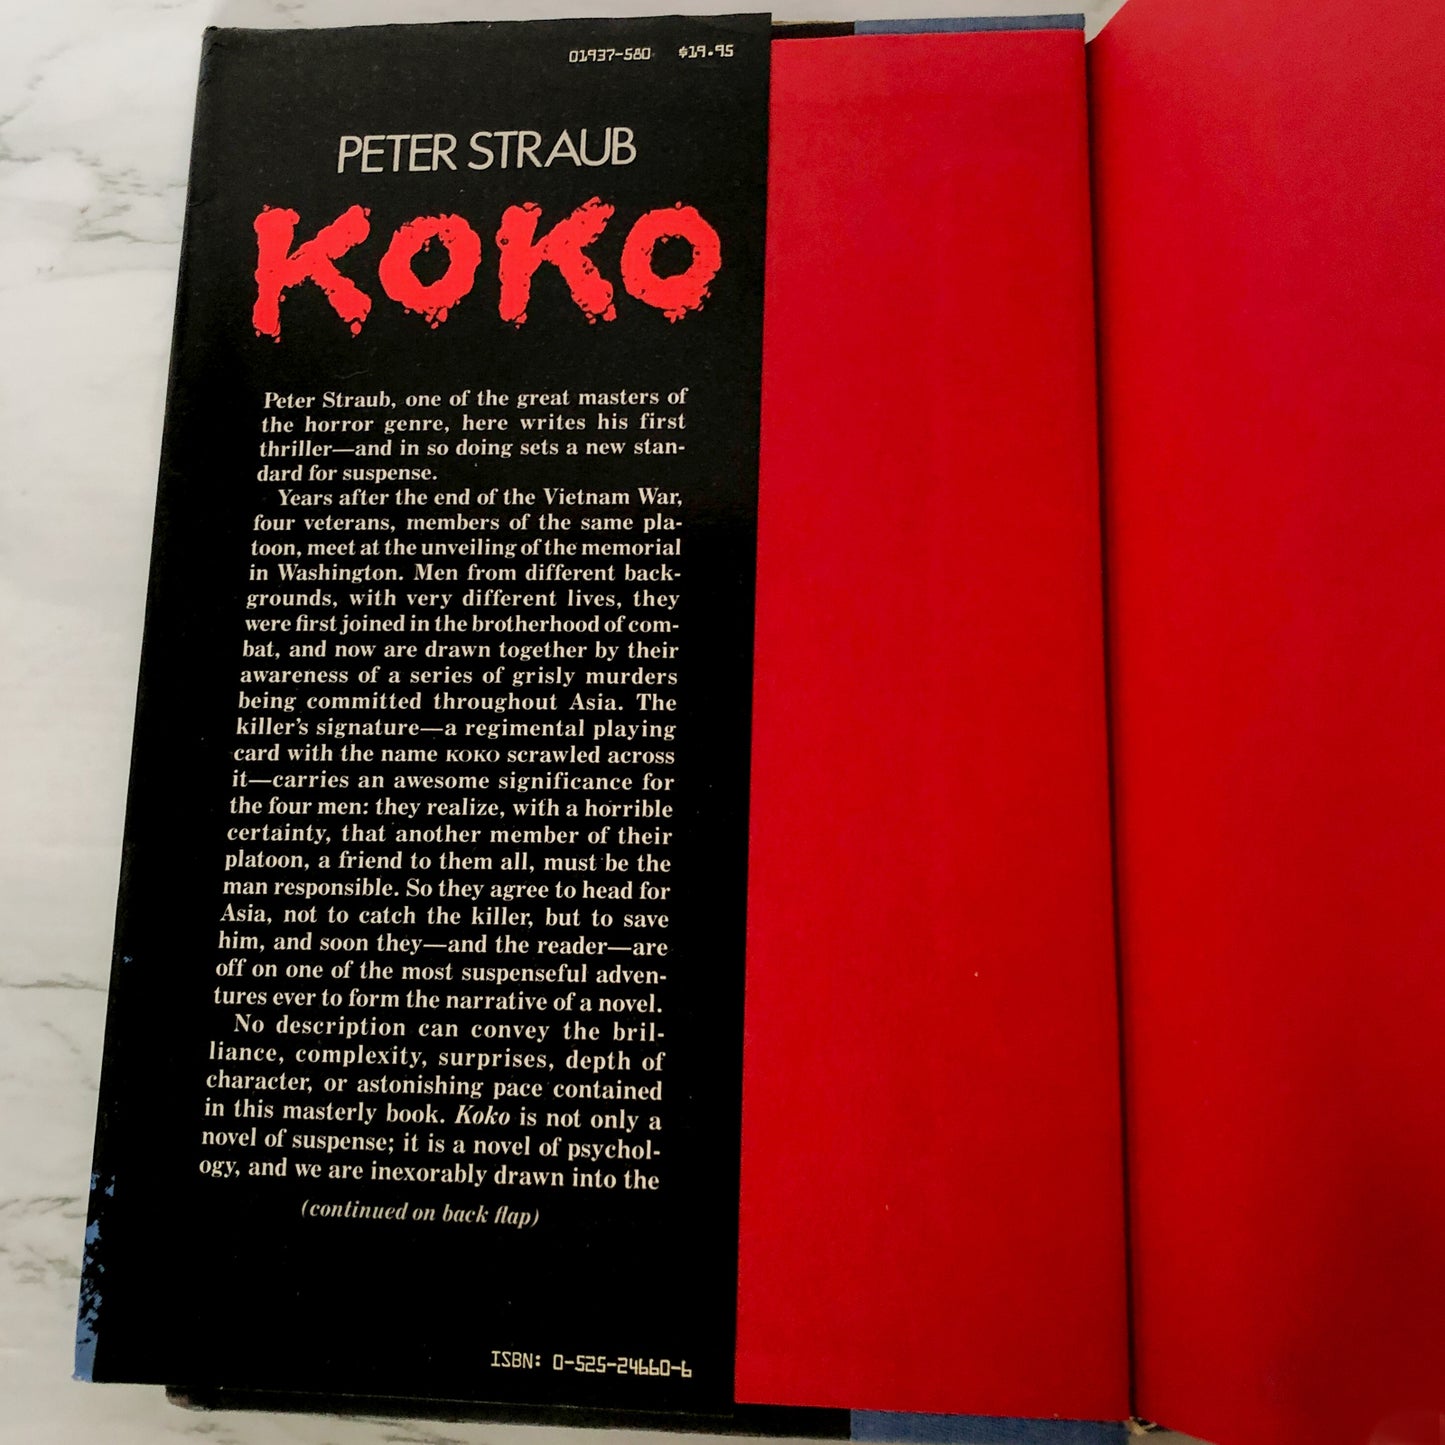 01937-580 $19.95
PETER STRAUB
KOKO
Peter Straub, one of the great masters of
the horror genre, here writes his first
thriller—and in so doing sets a new stan-
dard for suspense.
Years after the end of the Vietnam War,
four veterans, members of the same pla-
toon, meet at the unveiling of the memorial
in Washington. Men from different back-
grounds, with very different lives, they
were first joined in the brotherhood of com-
bat, and now are drawn together by their
awareness of a series of grisly murders
being committed throughout Asia. The
killer's signature—a regimental playing
card with the name KOKO scrawled across
it—carries an awesome significance for
the four men: they realize, with a horrible
certainty, that another member of their
platoon, a friend to them all, must be the
man responsible. So they agree to head for
Asia, not to catch the killer, but to save
him, and soon they—and the reader—are
off on one of the most suspenseful adven-
tures ever to form the narrative of a novel.
No description can convey the bril-
liance, complexity, surprises, depth of
character, or astonishing pace contained
in this masterly book. Koko is not only a
novel of suspense; it is a novel of psychol-
ogy, and we are inexorably drawn into the
(continued on back flap)
ISBN: 0-525-24660-6